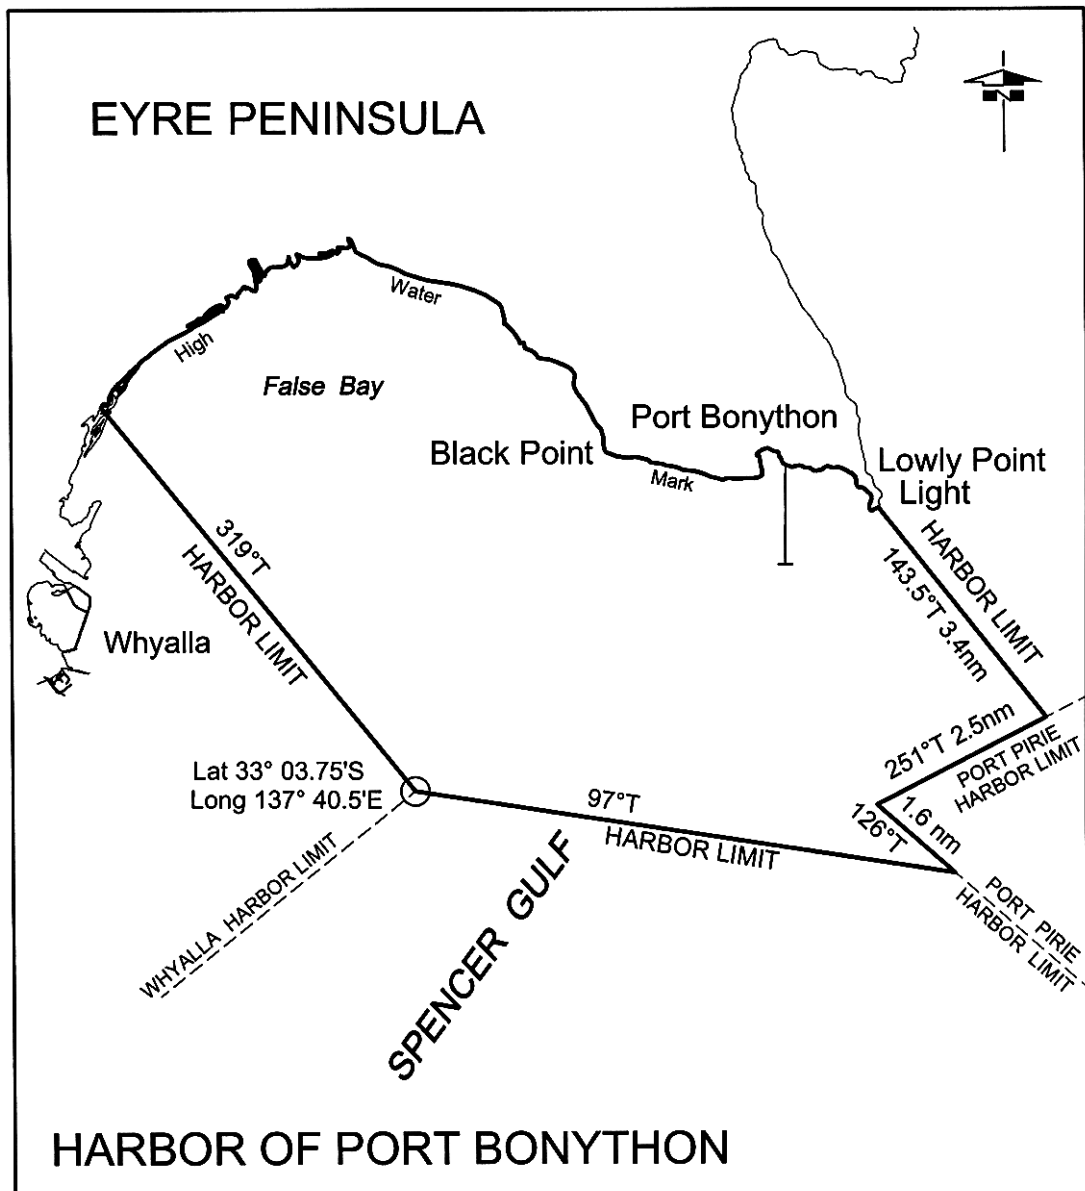 EYRE PENINSULA
N
Water
High
False Bay
Port Bonython
Black Point
Mark
Lowly Point
Light
HARBOR LIMIT
143.5°T 3.4nm
319°T
HARBOR LIMIT
Whyalla
251°T 2.5nm
PORT PIRIE
HARBOR LIMIT
Lat 33° 03.75'S
Long 137° 40.5'E
97°T
HARBOR LIMIT
1.6 nm
126°T
WHYALLA HARBOR LIMIT
SPENCER GULF
PORT PIRIE
HARBOR LIMIT
HARBOR OF PORT BONYTHON